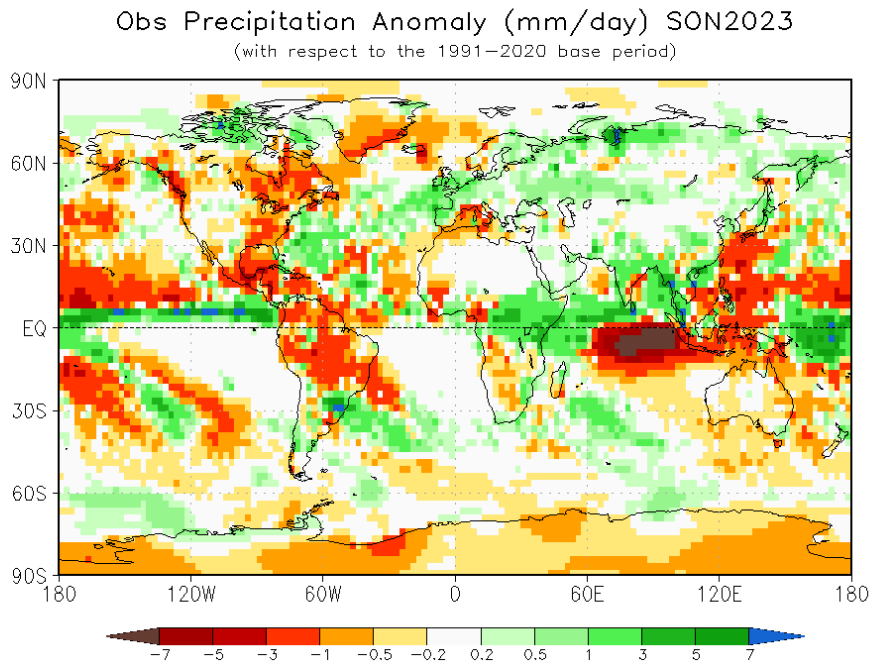 Obs Precipitation Anomaly (mm/day) SON2023
(with respect to the 1991−2020 base period)
90N
60N
30N
EQ
30S
60S
90S
180 120W 60W 0 60E 120E 180
−7 −5 −3 −1 −0.5 −0.2 0.2 0.5 1 3 5 7